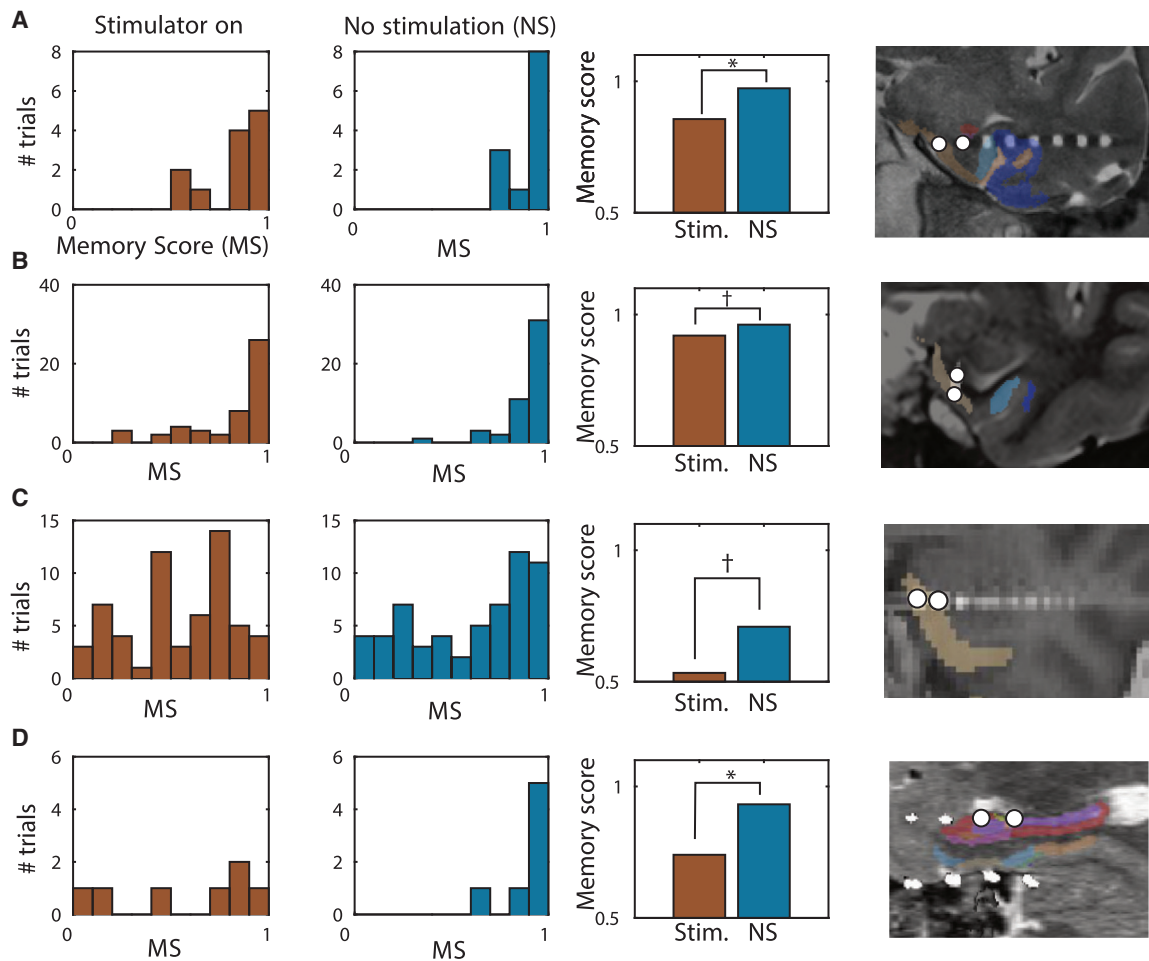 A
Stimulator on
No stimulation (NS)
8
6
4
2
0
# trials
0
1
Memory Score (MS)
8
6
4
2
0
0
1
MS
Memory score
1
0.5
*
Stim.
NS
B
40
20
0
# trials
0
1
MS
40
20
0
0
1
MS
Memory score
1
0.5
†
Stim.
NS
C
15
10
5
0
# trials
0
1
MS
15
10
5
0
0
1
MS
Memory score
1
0.5
†
Stim.
NS
D
6
4
2
0
# trials
0
1
MS
6
4
2
0
0
1
MS
Memory score
1
0.5
*
Stim.
NS